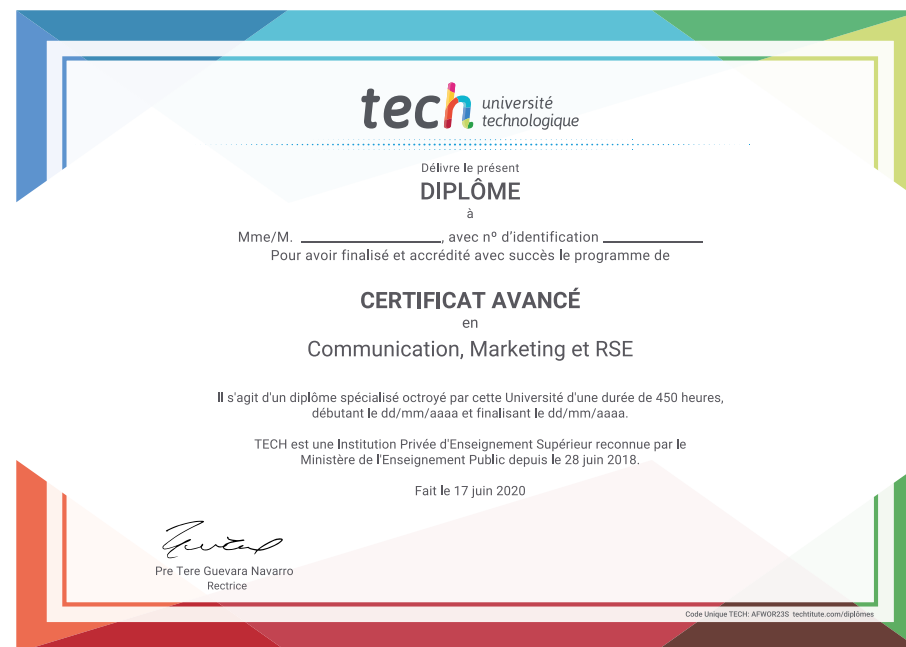 tech université
technologique
Délivre le présent
DIPLÔME
à
Mme/M. ____________________, avec nº d'identification ______________
Pour avoir finalisé et accrédité avec succès le programme de
CERTIFICAT AVANCÉ
en
Communication, Marketing et RSE
Il s'agit d'un diplôme spécialisé octroyé par cette Université d'une durée de 450 heures,
débutant le dd/mm/aaaa et finalisant le dd/mm/aaaa.
TECH est une Institution Privée d'Enseignement Supérieur reconnue par le
Ministère de l'Enseignement Public depuis le 28 juin 2018.
Fait le 17 juin 2020
Pre Tere Guevara Navarro
Rectrice
Code Unique TECH: AFWOR23S techtitute.com/diplômes